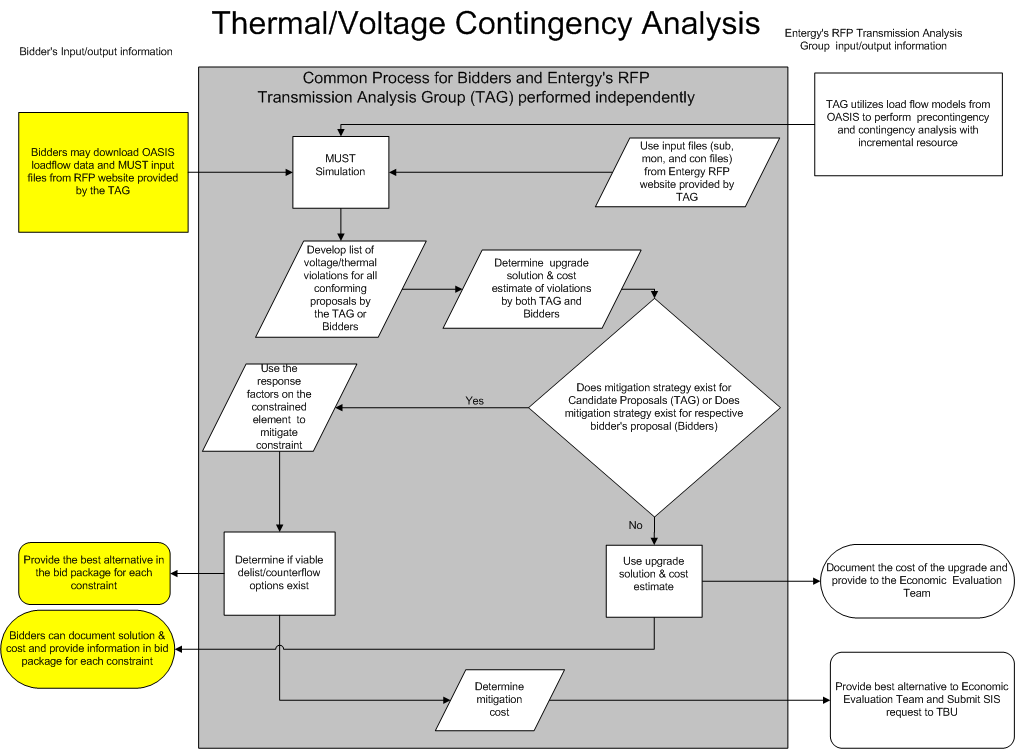 Thermal/Voltage Contingency Analysis
Bidder's Input/output information
Entergy's RFP Transmission Analysis
Group input/output information
Common Process for Bidders and Entergy's RFP
Transmission Analysis Group (TAG) performed independently
Bidders may download OASIS
loadflow data and MUST input
files from RFP website provided
by the TAG
MUST
Simulation
Use input files (sub,
mon, and con files)
from Entergy RFP
website provided by
TAG
TAG utilizes load flow models from
OASIS to perform precontingency
and contingency analysis with
incremental resource
Develop list of
voltage/thermal
violations for all
conforming
proposals by
the TAG or
Bidders
Determine upgrade
solution & cost
estimate of violations
by both TAG and
Bidders
Does mitigation strategy exist for
Candidate Proposals (TAG) or Does
mitigation strategy exist for respective
bidder's proposal (Bidders)
Yes
Use the
response
factors on the
constrained
element to
mitigate
constraint
No
Determine if viable
delist/counterflow
options exist
Use upgrade
solution & cost
estimate
Provide the best alternative in
the bid package for each
constraint
Document the cost of the upgrade and
provide to the Economic Evaluation
Team
Bidders can document solution &
cost and provide information in bid
package for each constraint
Determine
mitigation
cost
Provide best alternative to Economic
Evaluation Team and Submit SIS
request to TBU